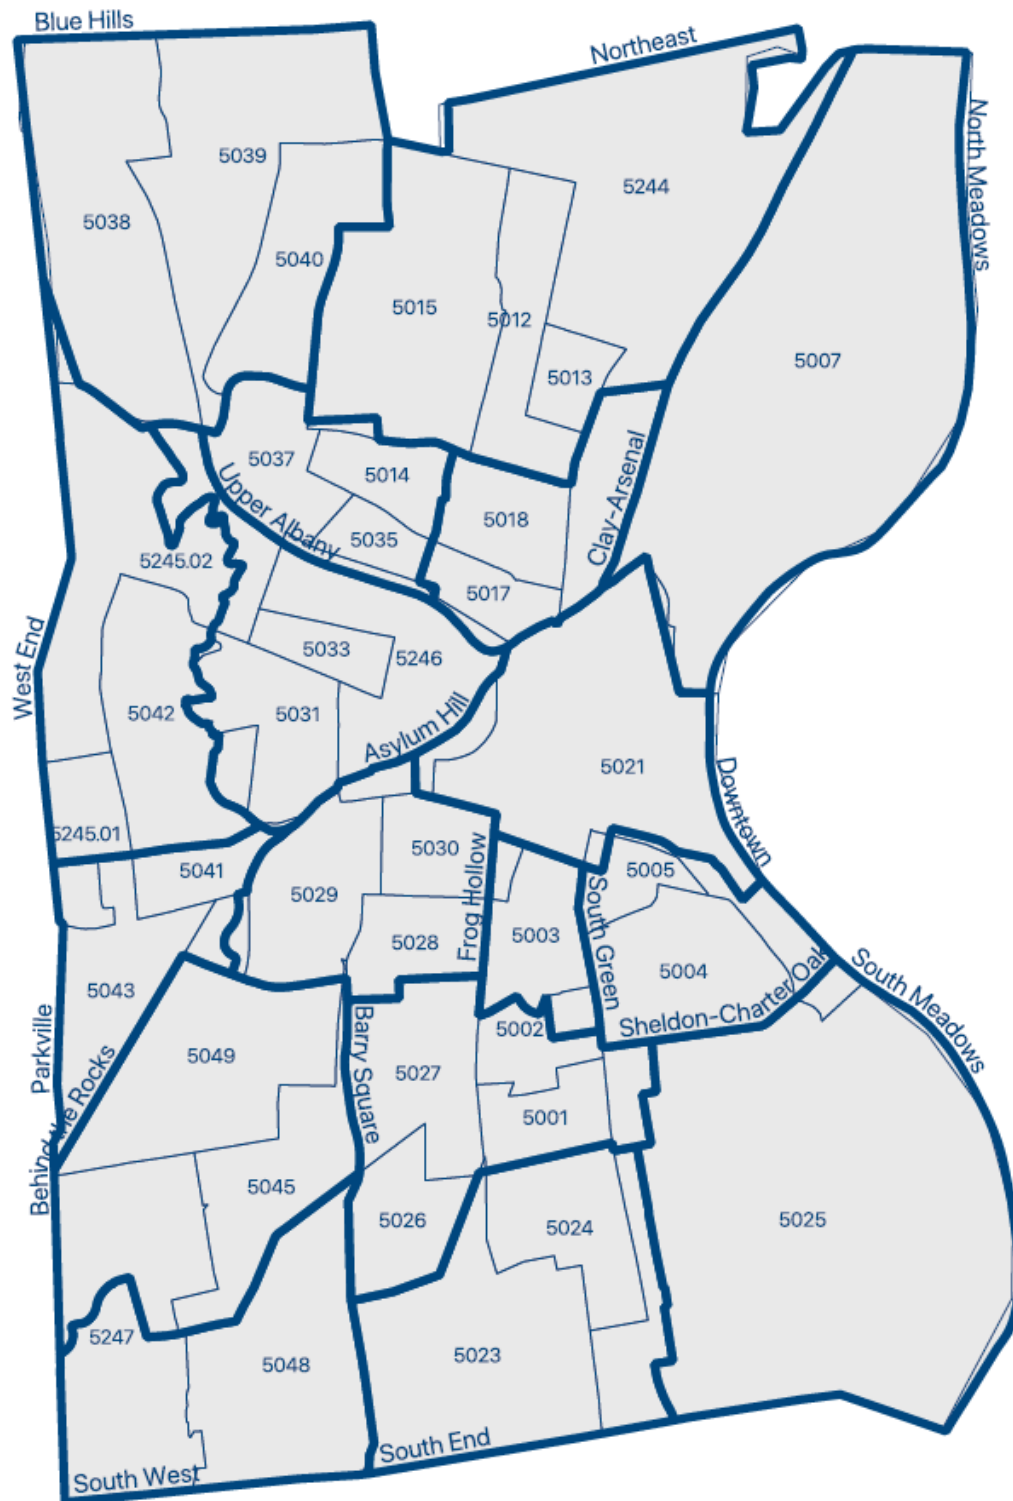 Blue Hills
Northeast
North Meadows
5039
5244
5038
5040
5015
5012
5007
5013
Clay-Arsenal
5037
5014
Upper Albany
5018
5035
5245.02
5017
West End
5033
5246
5042
5031
Asylum Hill
5021
Downtown
5245.01
5030
5041
5005
Frog Hollow
5029
5003
South Green
5028
5004
Sheldon-Charter Oak
South Meadows
5043
Parkville
5002
5049
Barry Square
5027
Behind the Rocks
5001
5045
5026
5024
5025
5247
5048
5023
South End
South West